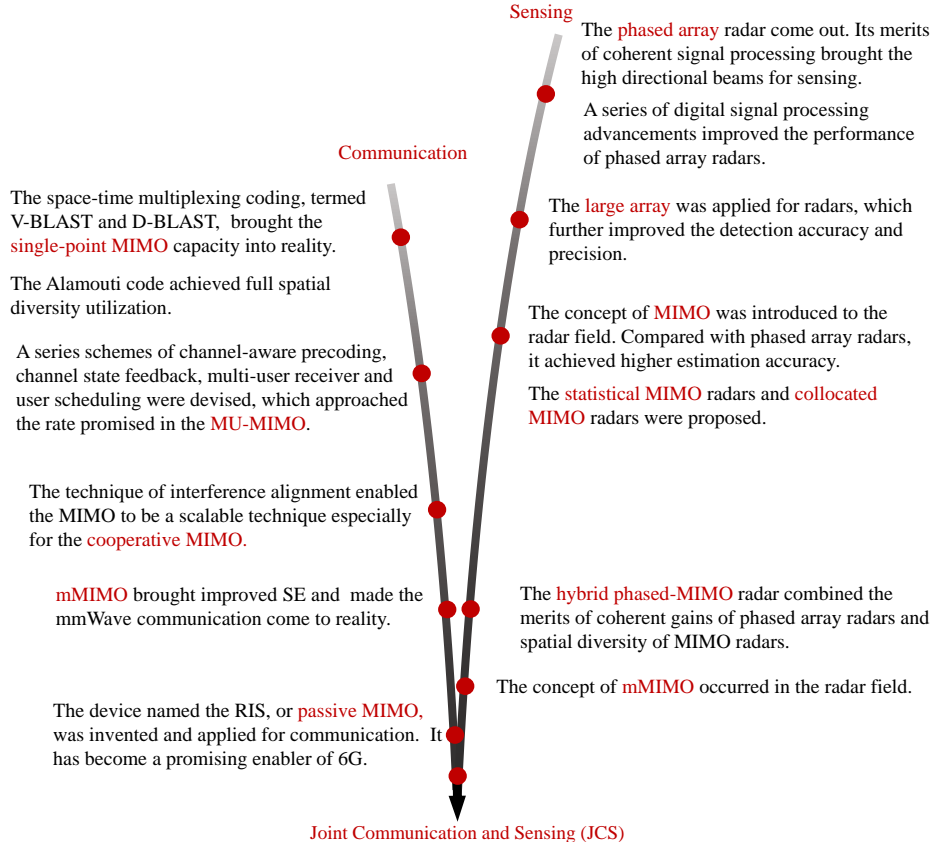 Sensing
The phased array radar come out. Its merits
of coherent signal processing brought the
high directional beams for sensing.
A series of digital signal processing
advancements improved the performance
of phased array radars.
The large array was applied for radars, which
further improved the detection accuracy and
precision.
The concept of MIMO was introduced to the
radar field. Compared with phased array radars,
it achieved higher estimation accuracy.
The statistical MIMO radars and collocated
MIMO radars were proposed.
The hybrid phased-MIMO radar combined the
merits of coherent gains of phased array radars and
spatial diversity of MIMO radars.
The concept of mMIMO occurred in the radar field.
Communication
The space-time multiplexing coding, termed
V-BLAST and D-BLAST, brought the
single-point MIMO capacity into reality.
The Alamouti code achieved full spatial
diversity utilization.
A series schemes of channel-aware precoding,
channel state feedback, multi-user receiver and
user scheduling were devised, which approached
the rate promised in the MU-MIMO.
The technique of interference alignment enabled
the MIMO to be a scalable technique especially
for the cooperative MIMO.
mMIMO brought improved SE and made the
mmWave communication come to reality.
The device named the RIS, or passive MIMO,
was invented and applied for communication. It
has become a promising enabler of 6G.
Joint Communication and Sensing (JCS)